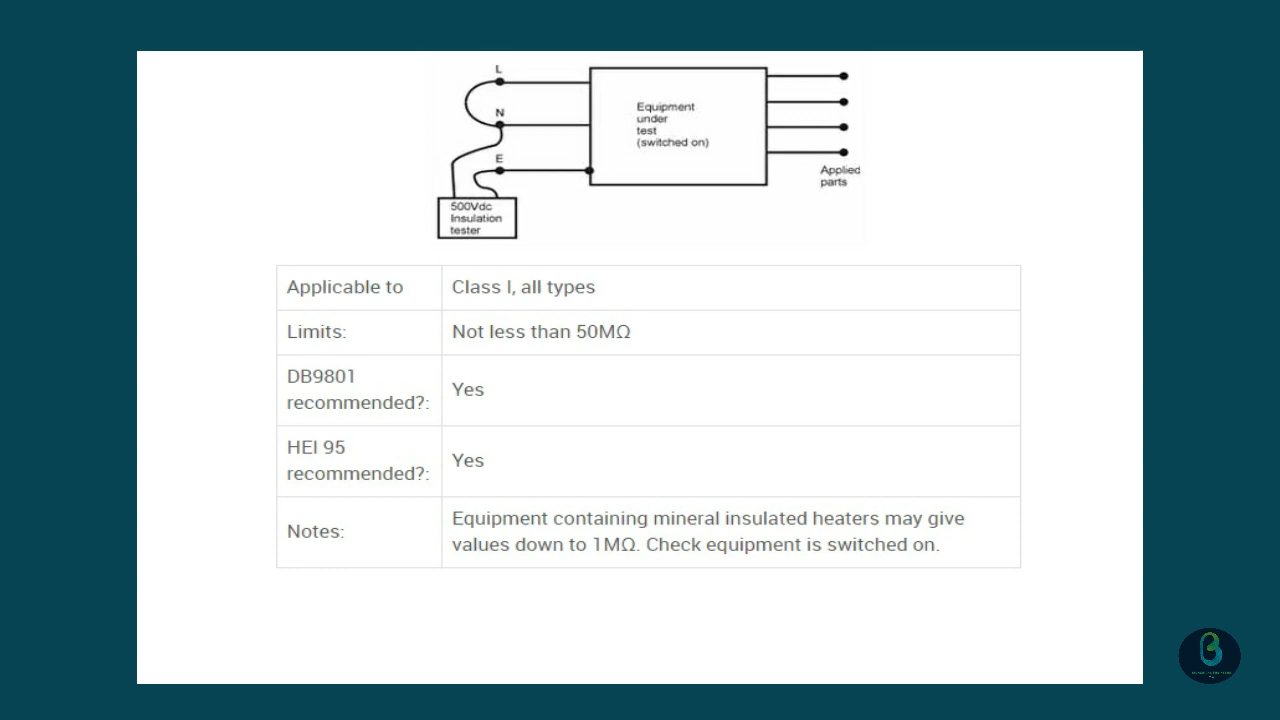 L
N
E
Equipment
under
test
(switched on)
Applied
parts
500Vdc
Insulation
tester
Applicable to
Class I, all types
Limits:
Not less than 50MΩ
DB9801
recommended?:
Yes
HEI 95
recommended?:
Yes
Notes:
Equipment containing mineral insulated heaters may give
values down to 1MΩ. Check equipment is switched on.